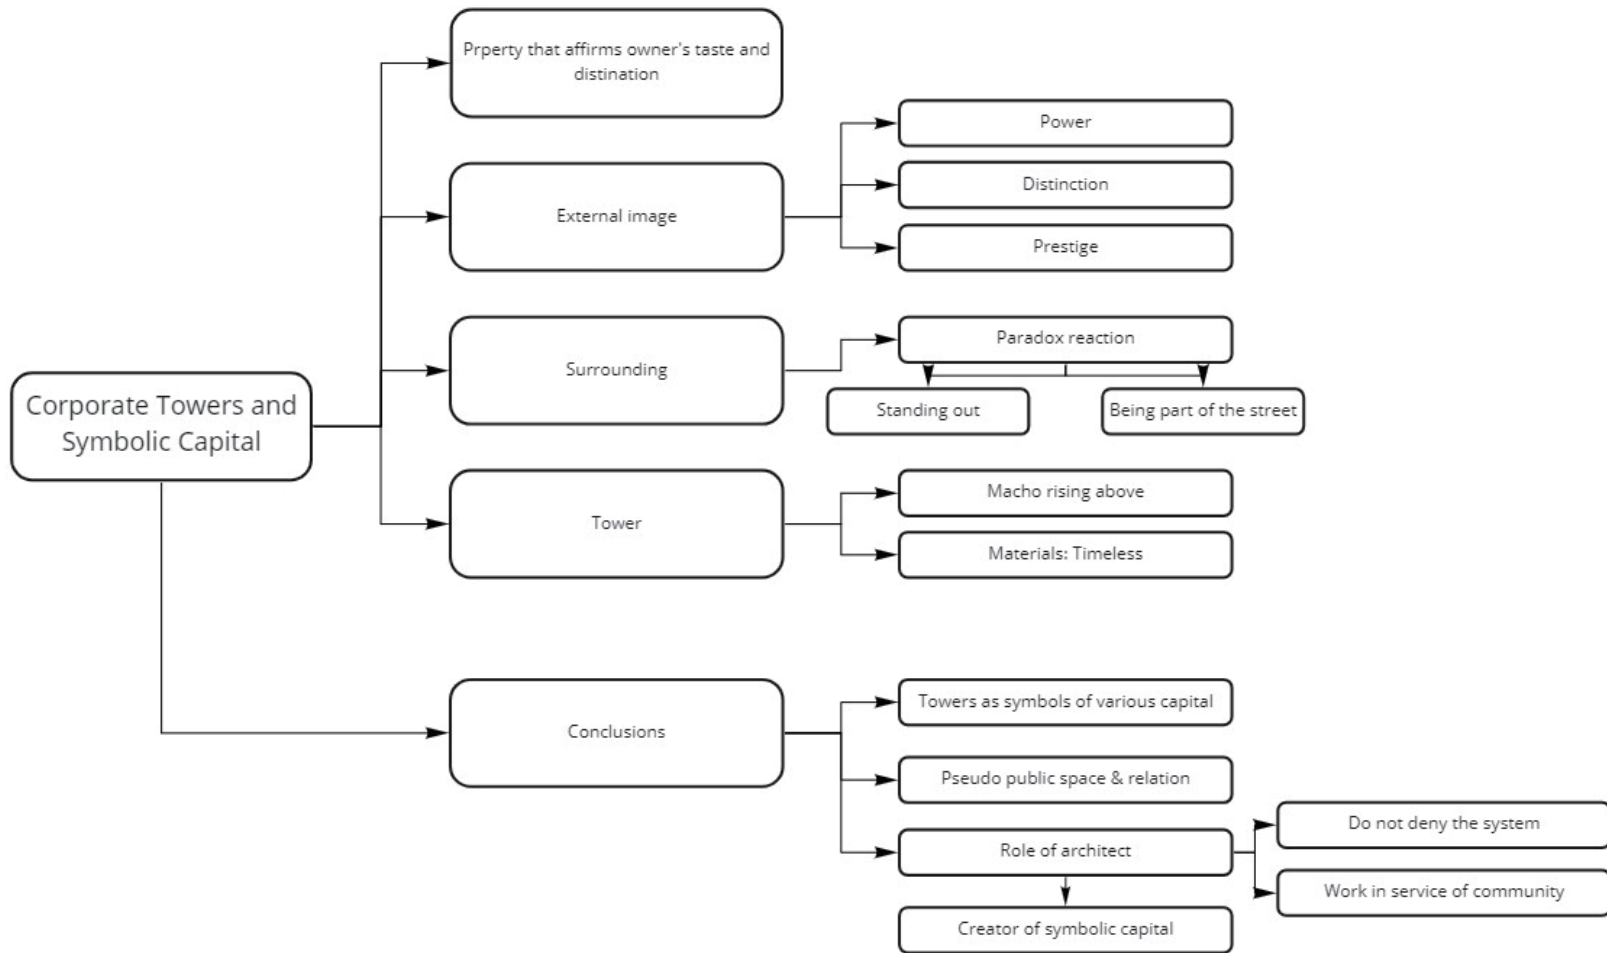 Prperty that affirms owner's taste and
distination
Power
External image
Distinction
Prestige
Corporate Towers and
Symbolic Capital
Surrounding
Paradox reaction
Standing out
Being part of the street
Tower
Macho rising above
Materials: Timeless
Conclusions
Towers as symbols of various capital
Pseudo public space & relation
Role of architect
Do not deny the system
Work in service of community
Creator of symbolic capital